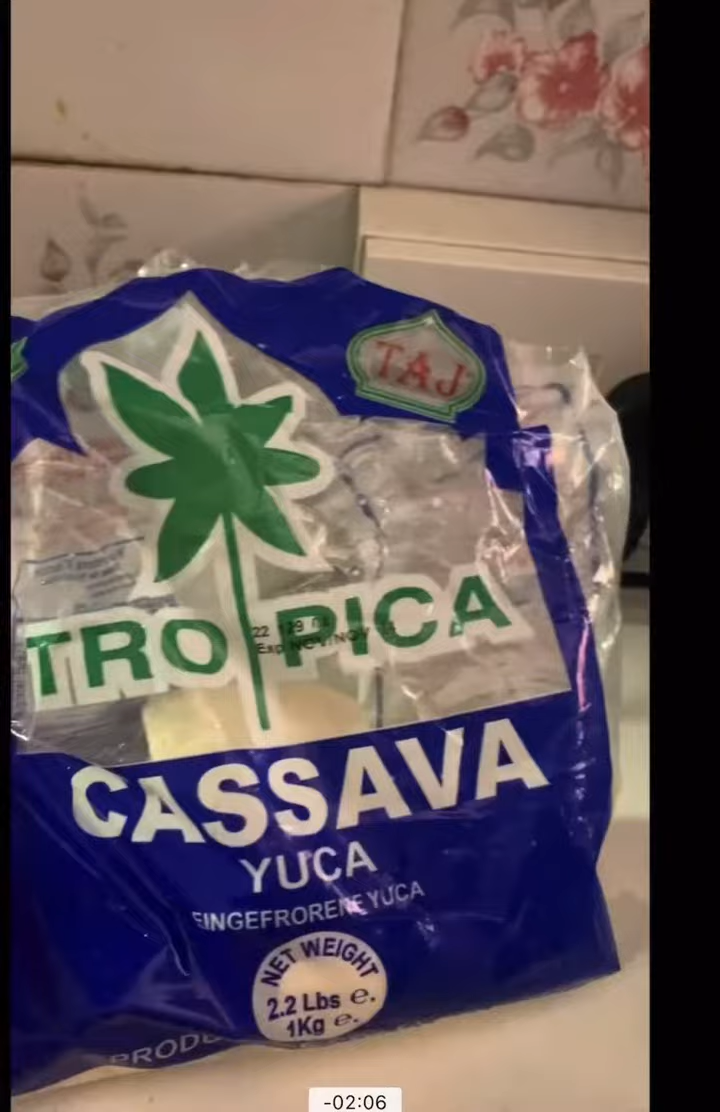 TAJ
TROPICA
CASSAVA
YUCA
EINGEFRORENE YUCA
NET WEIGHT
2.2 Lbs e.
1Kg e.
-02:06